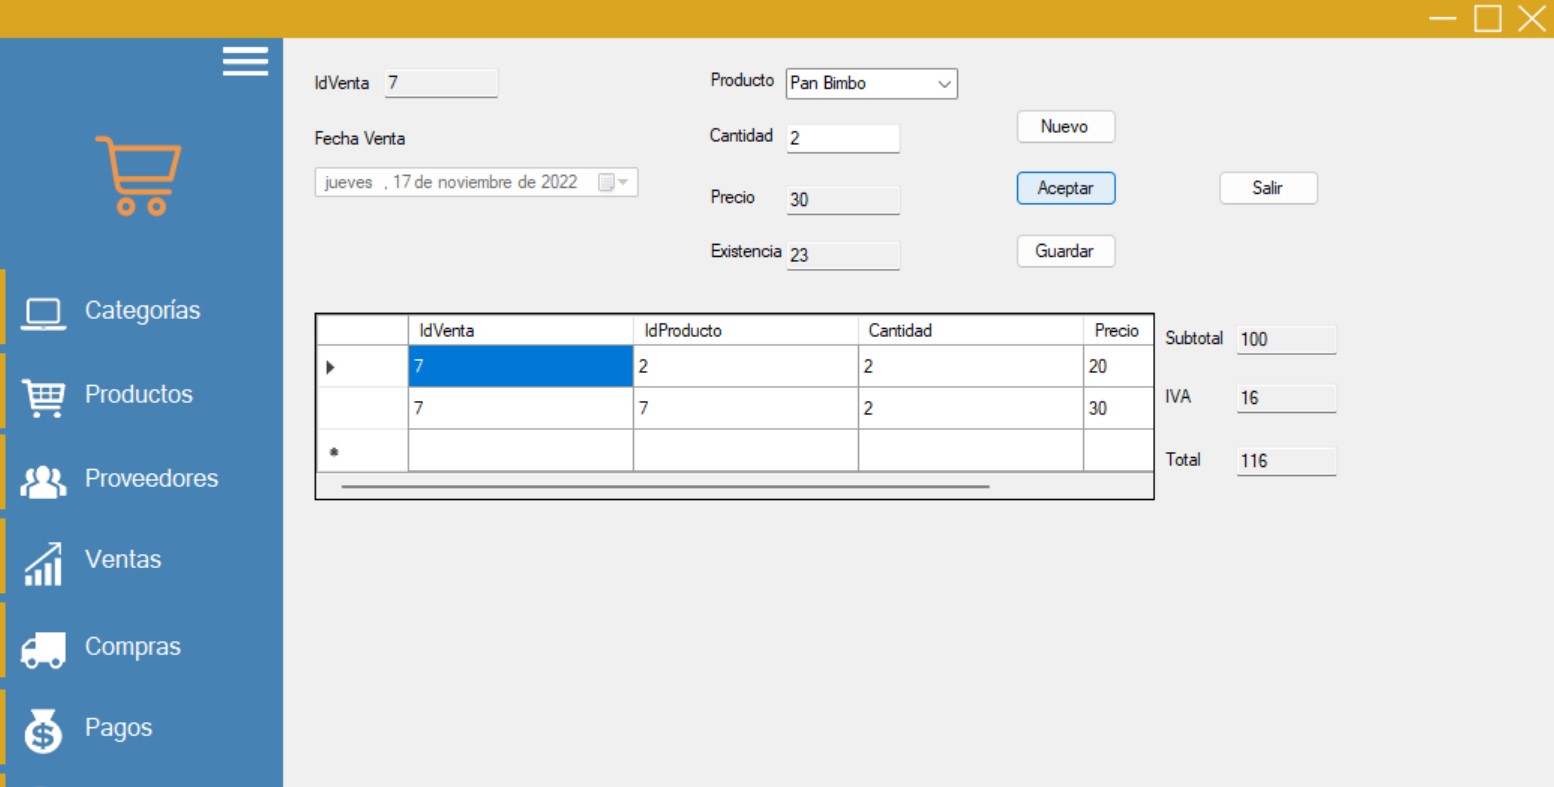 IdVenta 7
Fecha Venta
jueves , 17 de noviembre de 2022
Producto Pan Bimbo
Cantidad 2
Precio 30
Existencia 23
Nuevo
Aceptar
Guardar
Salir
Categorías
Productos
Proveedores
Ventas
Compras
Pagos
IdVenta IdProducto Cantidad Precio
7 2 2 20
7 7 2 30
*
Subtotal 100
IVA 16
Total 116